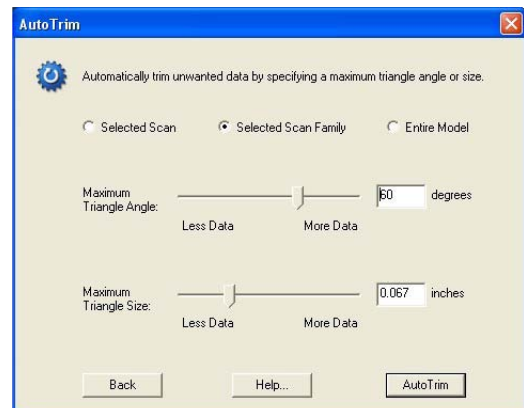 AutoTrim
Automatically trim unwanted data by specifying a maximum triangle angle or size.
Selected Scan Selected Scan Family Entire Model
Maximum
Triangle Angle:
60 degrees
Less Data More Data
Maximum
Triangle Size:
0.067 inches
Less Data More Data
Back Help... AutoTrim